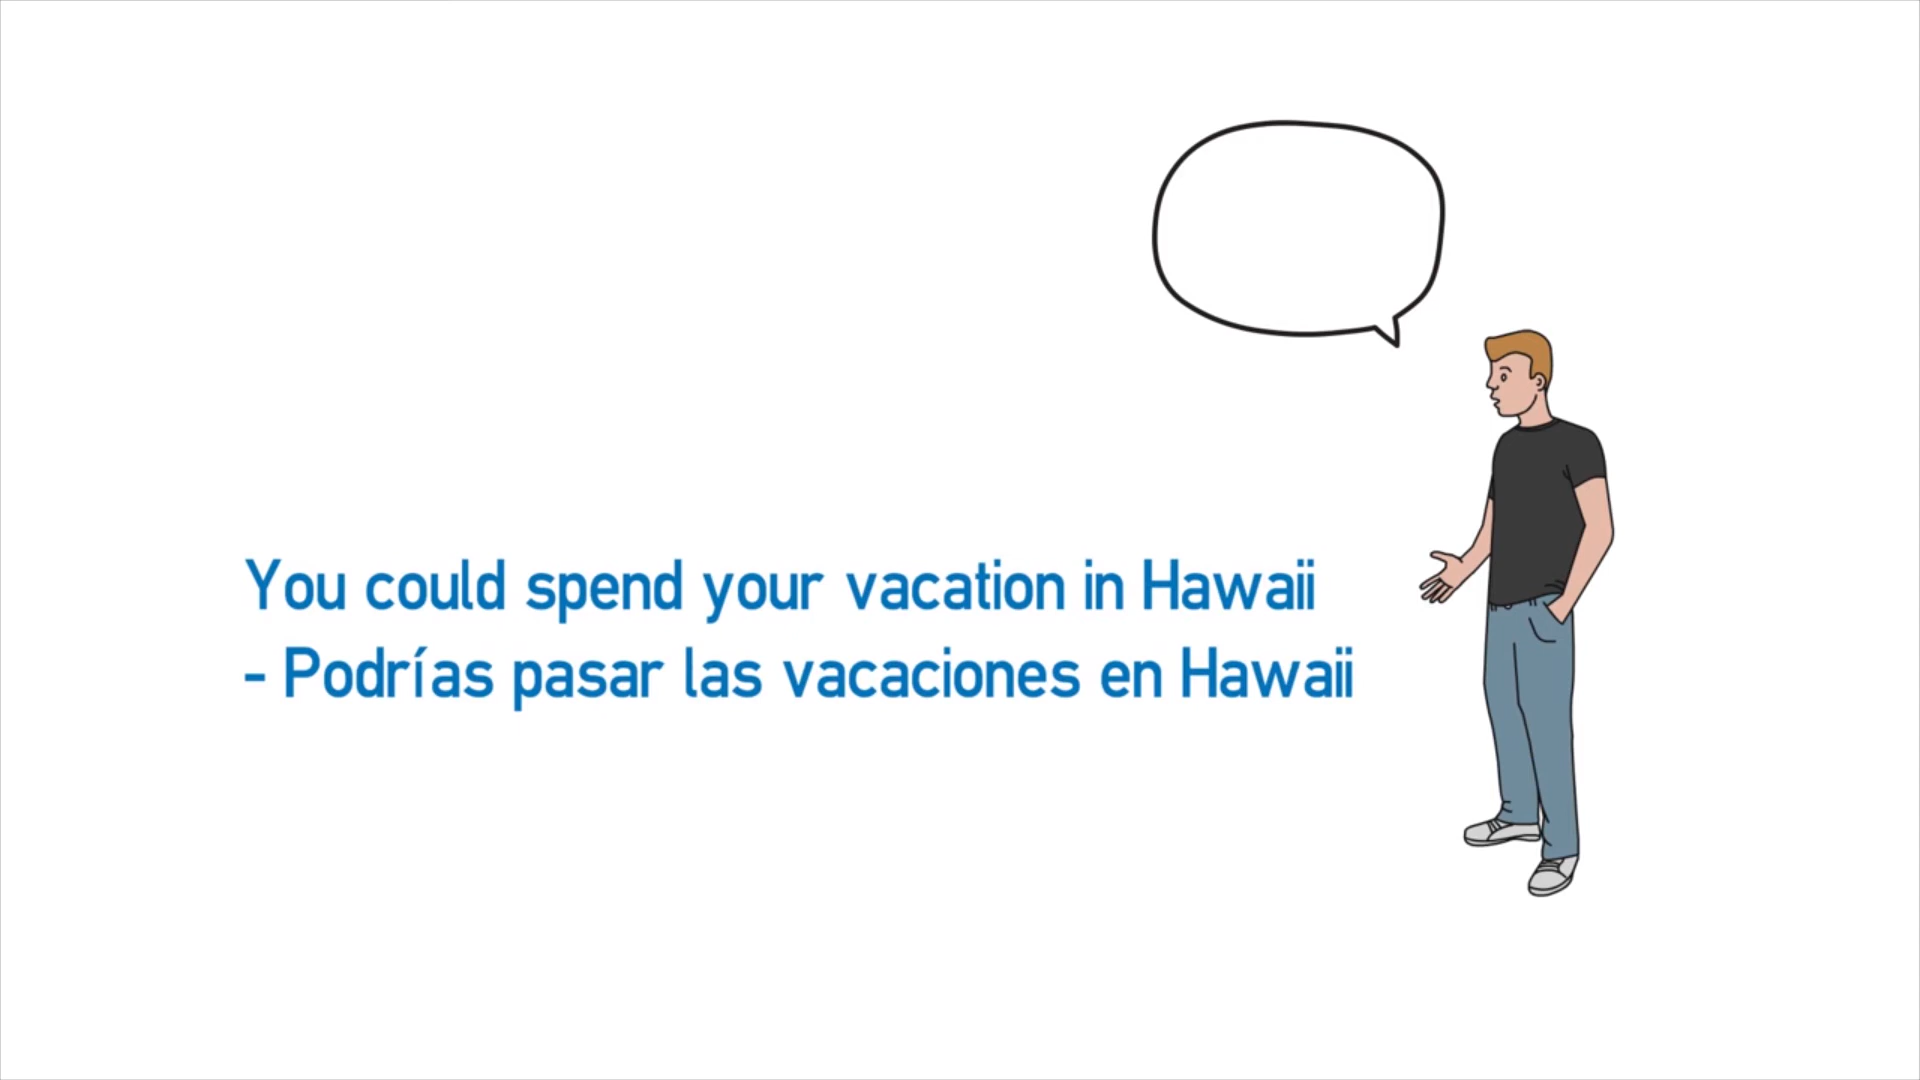 You could spend your vacation in Hawaii
- Podrías pasar las vacaciones en Hawaii